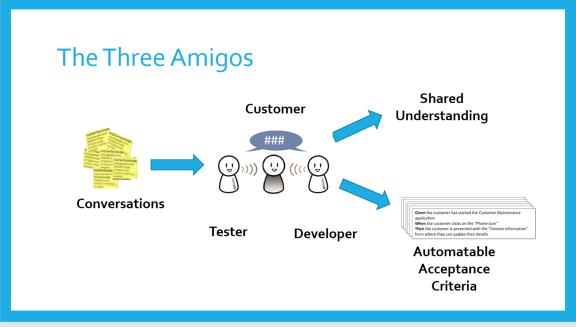 The Three Amigos
Customer
###
Conversations
Tester
Developer
Shared
Understanding
Given the customer has started the Customer Maintenance
application
When the customer clicks on the "Phone icon"
Then the customer is presented with the "Contact Information"
form where they can update their details
Automatable
Acceptance
Criteria